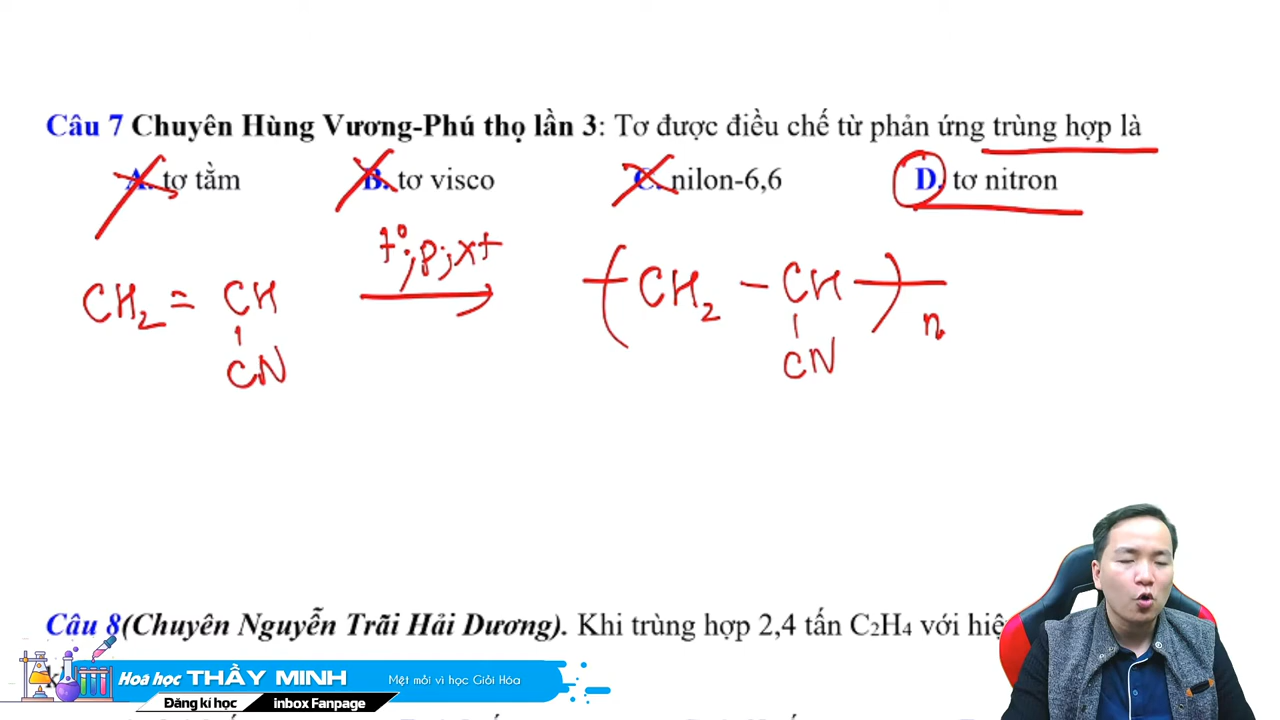 Câu 7 Chuyên Hùng Vương-Phú thọ lần 3: Tơ được điều chế từ phản ứng trùng hợp là
A. tơ tằm B. tơ visco C. nilon-6,6 D. tơ nitron
t°; p; xt
CH2 = CH ( CH2 - CH )n
CN CN
Câu 8(Chuyên Nguyễn Trãi Hải Dương). Khi trùng hợp 2,4 tấn C2H4 với
Hoá học THẦY MINH Mệt mỏi vì học Giỏi Hóa
Đăng kí học inbox Fanpage